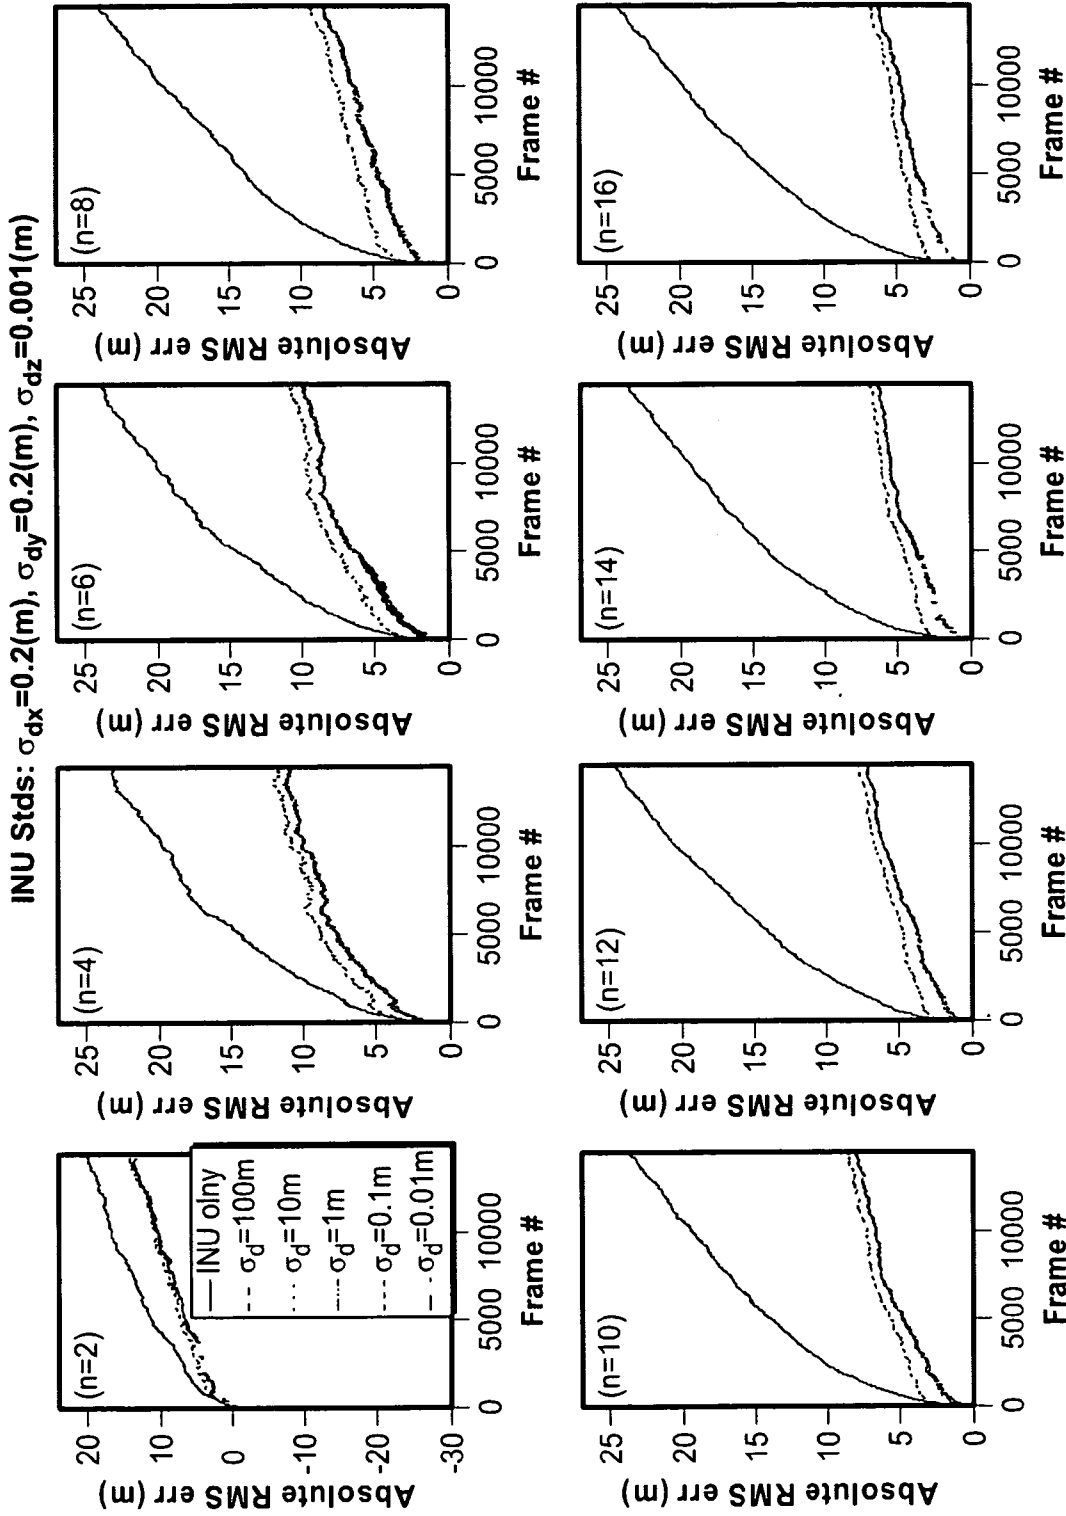 INU Stds: σdx=0.2(m), σdy=0.2(m), σdz=0.001(m)
(n=2)
Absolute RMS err (m)
20
10
0
-10
-20
-30
INU olny
σd=100m
σd=10m
σd=1m
σd=0.1m
σd=0.01m
0 5000 10000
Frame #
(n=4)
Absolute RMS err (m)
25
20
15
10
5
0
0 5000 10000
Frame #
(n=6)
Absolute RMS err (m)
25
20
15
10
5
0
0 5000 10000
Frame #
(n=8)
Absolute RMS err (m)
25
20
15
10
5
0
0 5000 10000
Frame #
(n=10)
Absolute RMS err (m)
25
20
15
10
5
0
0 5000 10000
Frame #
(n=12)
Absolute RMS err (m)
25
20
15
10
5
0
0 5000 10000
Frame #
(n=14)
Absolute RMS err (m)
25
20
15
10
5
0
0 5000 10000
Frame #
(n=16)
Absolute RMS err (m)
25
20
15
10
5
0
0 5000 10000
Frame #